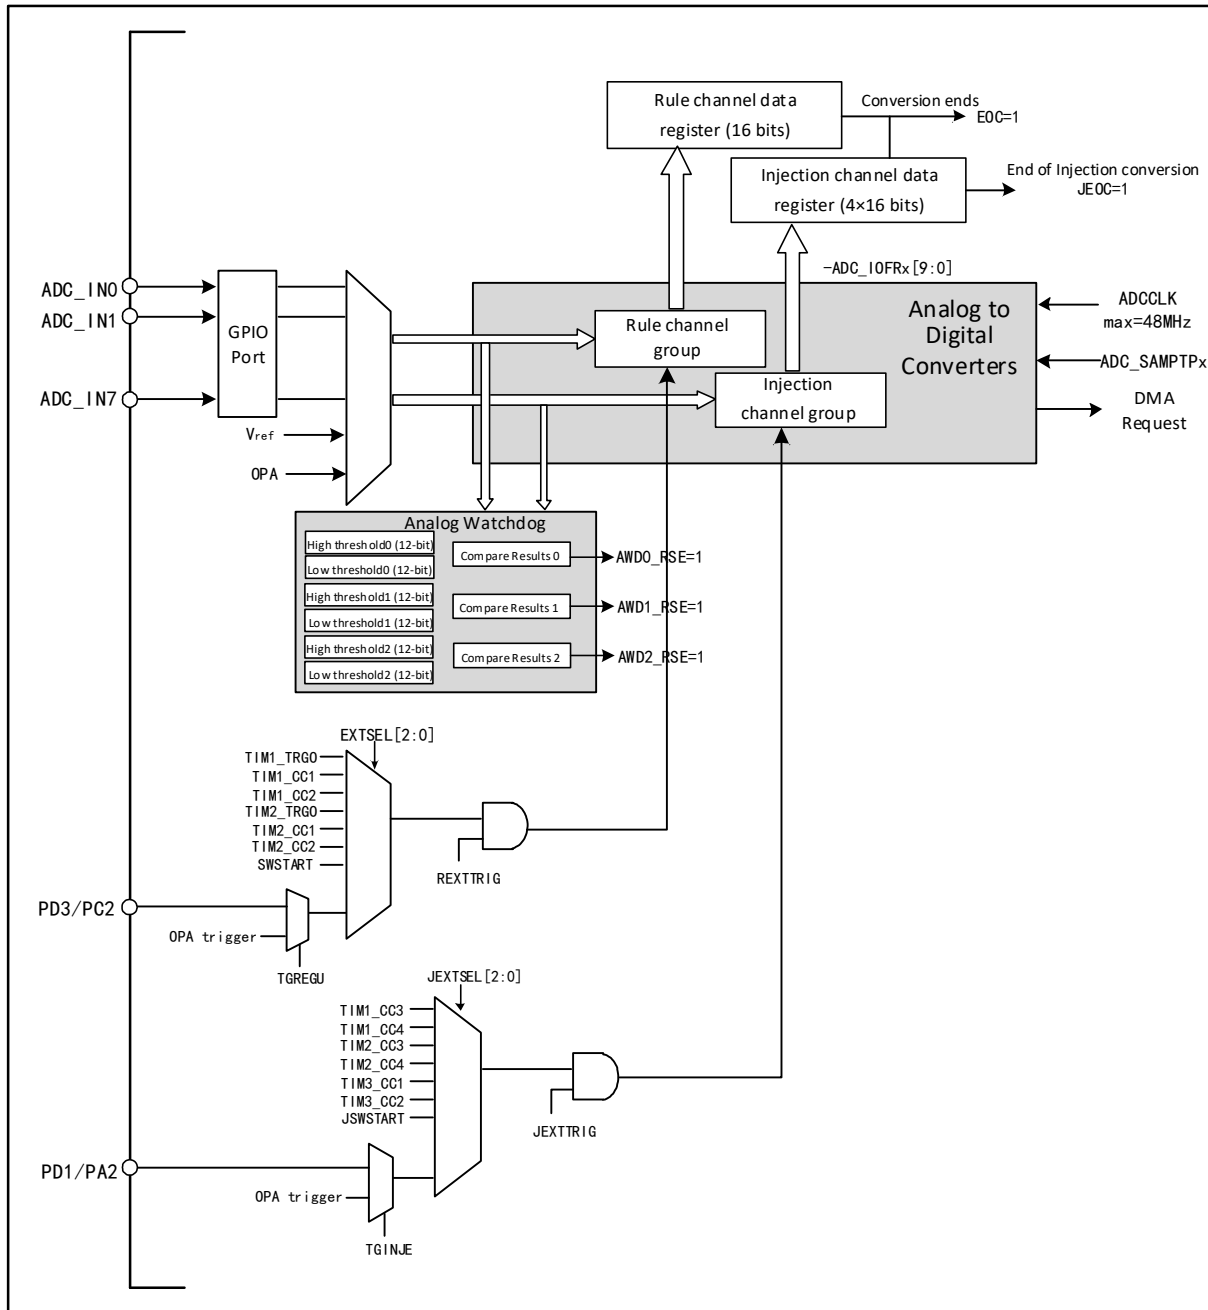 Rule channel data
register (16 bits)
Conversion ends
EOC=1
Injection channel data
register (4×16 bits)
End of Injection conversion
JEOC=1
-ADC_IOFRx[9:0]
ADC_IN0
ADC_IN1
ADC_IN7
GPIO
Port
Vref
OPA
Rule channel
group
Injection
channel group
Analog to
Digital
Converters
ADCCLK
max=48MHz
ADC_SAMPTPx
DMA
Request
Analog Watchdog
High threshold0 (12-bit)
Low threshold0 (12-bit)
High threshold1 (12-bit)
Low threshold1 (12-bit)
High threshold2 (12-bit)
Low threshold2 (12-bit)
Compare Results 0
Compare Results 1
Compare Results 2
AWD0_RSE=1
AWD1_RSE=1
AWD2_RSE=1
EXTSEL[2:0]
TIM1_TRGO
TIM1_CC1
TIM1_CC2
TIM2_TRGO
TIM2_CC1
TIM2_CC2
SWSTART
REXTTRIG
PD3/PC2
OPA trigger
TGREGU
JEXTSEL[2:0]
TIM1_CC3
TIM1_CC4
TIM2_CC3
TIM2_CC4
TIM3_CC1
TIM3_CC2
JSWSTART
JEXTTRIG
PD1/PA2
OPA trigger
TGINJE